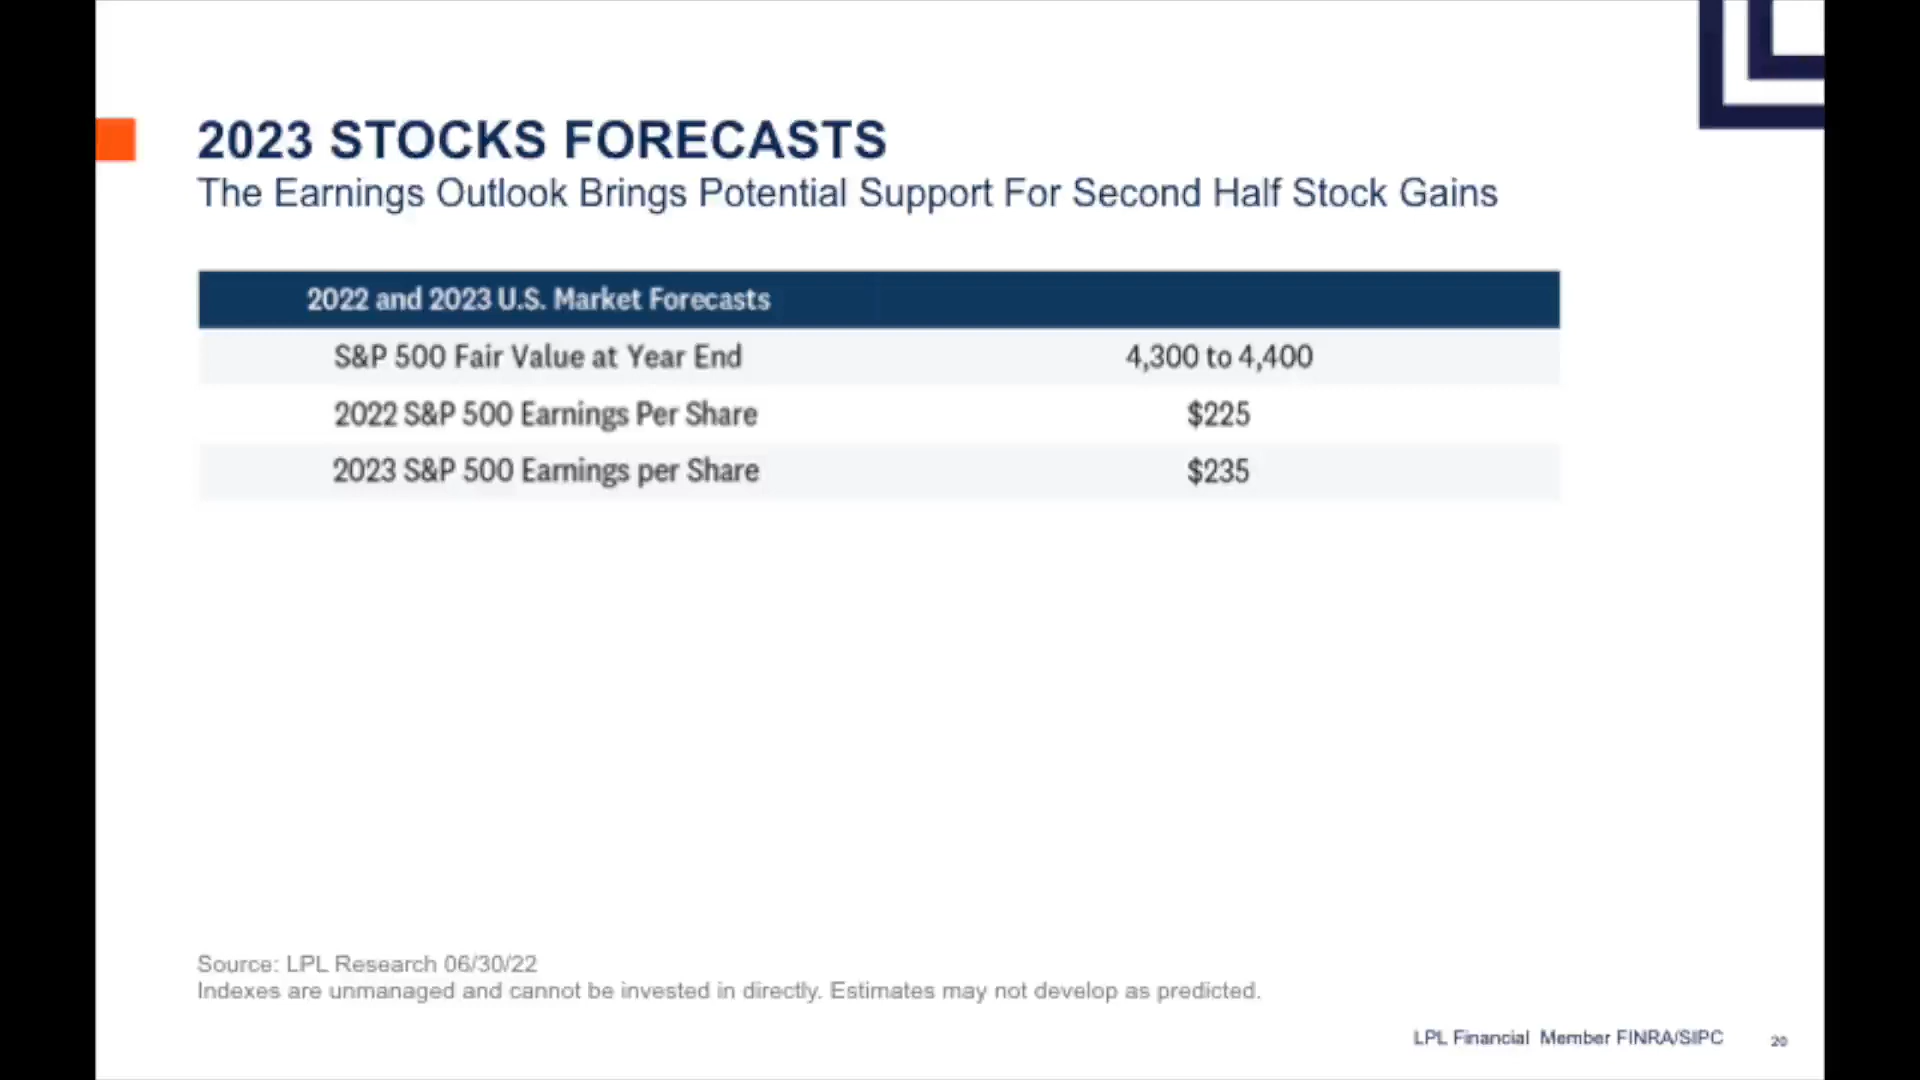 2023 STOCKS FORECASTS
The Earnings Outlook Brings Potential Support For Second Half Stock Gains
2022 and 2023 U.S. Market Forecasts
S&P 500 Fair Value at Year End 4,300 to 4,400
2022 S&P 500 Earnings Per Share $225
2023 S&P 500 Earnings per Share $235
Source: LPL Research 06/30/22
Indexes are unmanaged and cannot be invested in directly. Estimates may not develop as predicted.
LPL Financial Member FINRA/SIPC 20